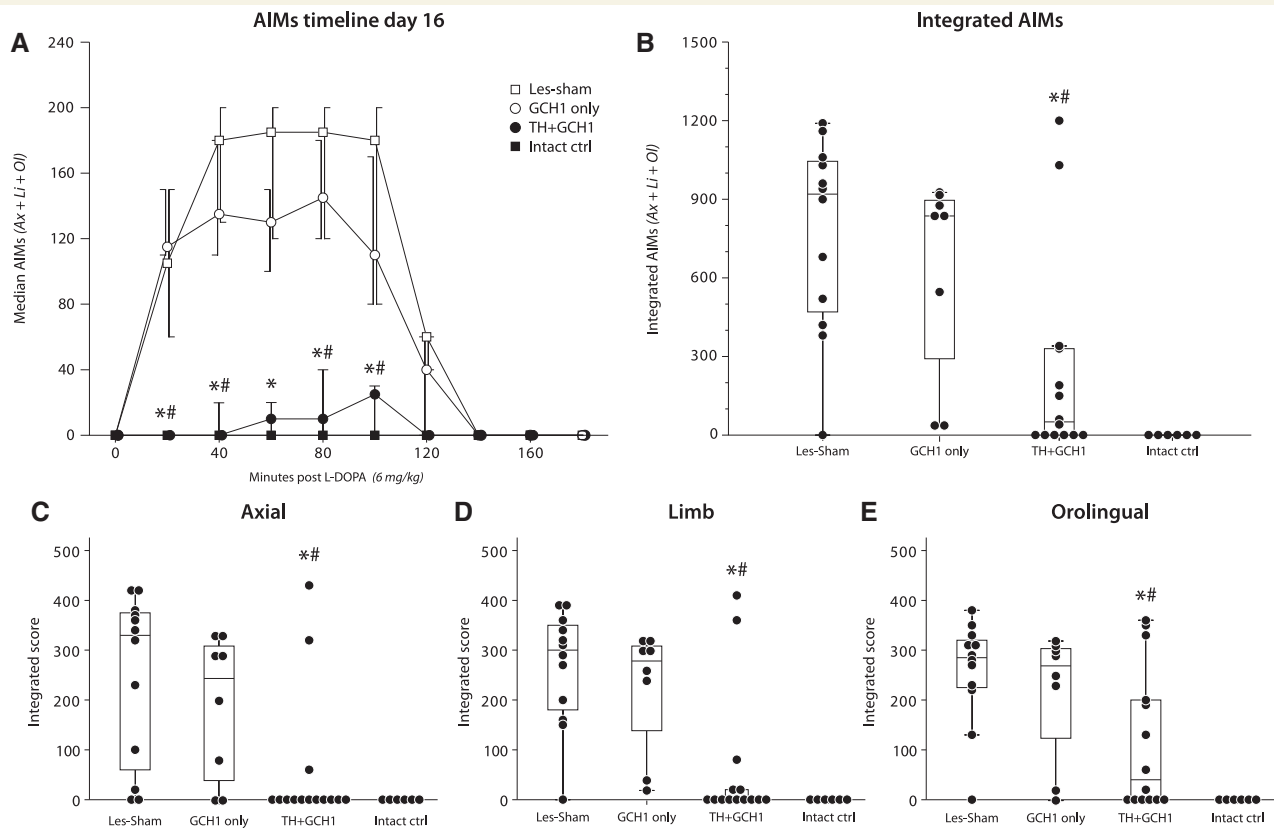 AIMs timeline day 16
A
240
200
160
120
80
40
0
Median AIMs (Ax + Li + Ol)
Les-sham
GCH1 only
TH+GCH1
Intact ctrl
*#
*#
*
*#
*#
0
40
80
120
160
Minutes post L-DOPA (6 mg/kg)
Integrated AIMs
B
1500
1200
900
600
300
0
Integrated AIMs (Ax + Li + Ol)
*#
Les-Sham
GCH1 only
TH+GCH1
Intact ctrl
C
Axial
500
400
300
200
100
0
Integrated score
*#
Les-Sham
GCH1 only
TH+GCH1
Intact ctrl
D
Limb
500
400
300
200
100
0
Integrated score
*#
Les-Sham
GCH1 only
TH+GCH1
Intact ctrl
E
Orolingual
500
400
300
200
100
0
Integrated score
*#
Les-Sham
GCH1 only
TH+GCH1
Intact ctrl